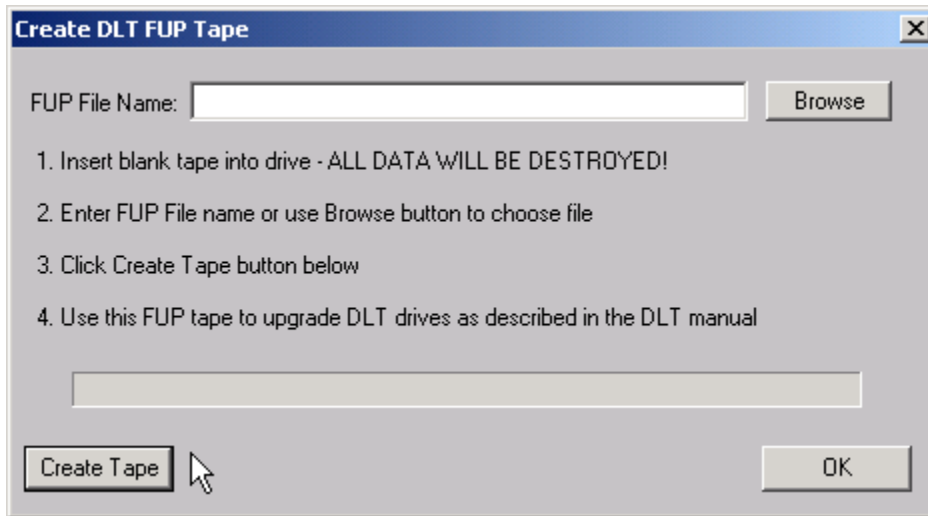 Create DLT FUP Tape
FUP File Name:
Browse
1. Insert blank tape into drive - ALL DATA WILL BE DESTROYED!
2. Enter FUP File name or use Browse button to choose file
3. Click Create Tape button below
4. Use this FUP tape to upgrade DLT drives as described in the DLT manual
Create Tape
OK